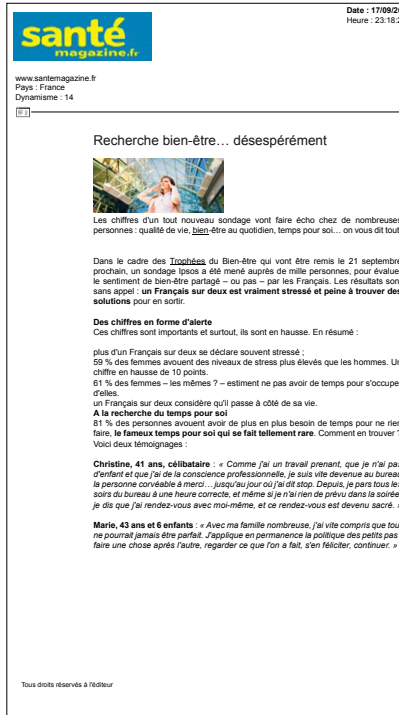 santé
magazine.fr
Date : 17/09/20
Heure : 23:18:2
www.santemagazine.fr
Pays : France
Dynamisme : 14
Recherche bien-être… désespérément
Les chiffres d'un tout nouveau sondage vont faire écho chez de nombreuses
personnes : qualité de vie, bien-être au quotidien, temps pour soi… on vous dit tout
Dans le cadre des Trophées du Bien-être qui vont être remis le 21 septembre
prochain, un sondage Ipsos a été mené auprès de mille personnes, pour évalue
le sentiment de bien-être partagé – ou pas – par les Français. Les résultats son
sans appel : un Français sur deux est vraiment stressé et peine à trouver des
solutions pour en sortir.
Des chiffres en forme d'alerte
Ces chiffres sont importants et surtout, ils sont en hausse. En résumé :
plus d'un Français sur deux se déclare souvent stressé ;
59 % des femmes avouent des niveaux de stress plus élevés que les hommes. Un
chiffre en hausse de 10 points.
61 % des femmes – les mêmes ? – estiment ne pas avoir de temps pour s'occupe
d'elles.
un Français sur deux considère qu'il passe à côté de sa vie.
A la recherche du temps pour soi
81 % des personnes avouent avoir de plus en plus besoin de temps pour ne rien
faire, le fameux temps pour soi qui se fait tellement rare. Comment en trouver ?
Voici deux témoignages :
Christine, 41 ans, célibataire : « Comme j'ai un travail prenant, que je n'ai pas
d'enfant et que j'ai de la conscience professionnelle, je suis vite devenue au bureau
la personne corvéable à merci… jusqu'au jour où j'ai dit stop. Depuis, je pars tous les
soirs du bureau à une heure correcte, et même si je n'ai rien de prévu dans la soirée
je dis que j'ai rendez-vous avec moi-même, et ce rendez-vous est devenu sacré. »
Marie, 43 ans et 6 enfants : « Avec ma famille nombreuse, j'ai vite compris que tou
ne pourrait jamais être parfait. J'applique en permanence la politique des petits pas
faire une chose après l'autre, regarder ce que l'on a fait, s'en féliciter, continuer. »
Tous droits réservés à l'éditeur